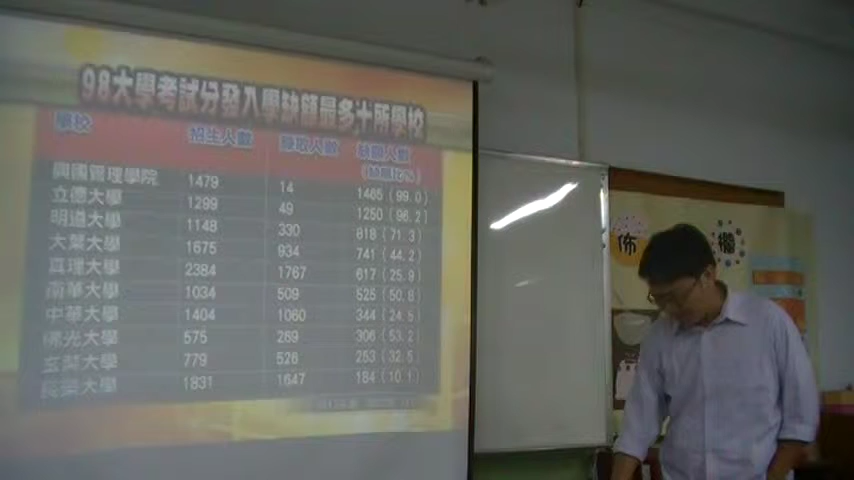 98大學考試分發入學缺額最多十所學校
學校 招生人數 錄取人數 缺額人數
(缺額比%)
興國管理學院 1479 14 1465 (99.0)
立德大學 1299 49 1250 (96.2)
明道大學 1148 330 818 (71.3)
大葉大學 1675 934 741 (44.2)
真理大學 2384 1767 617 (25.9)
南華大學 1034 509 525 (50.8)
中華大學 1404 1060 344 (24.5)
佛光大學 575 269 306 (53.2)
玄奘大學 779 526 253 (32.5)
長榮大學 1831 1647 184 (10.1)
佈 欄